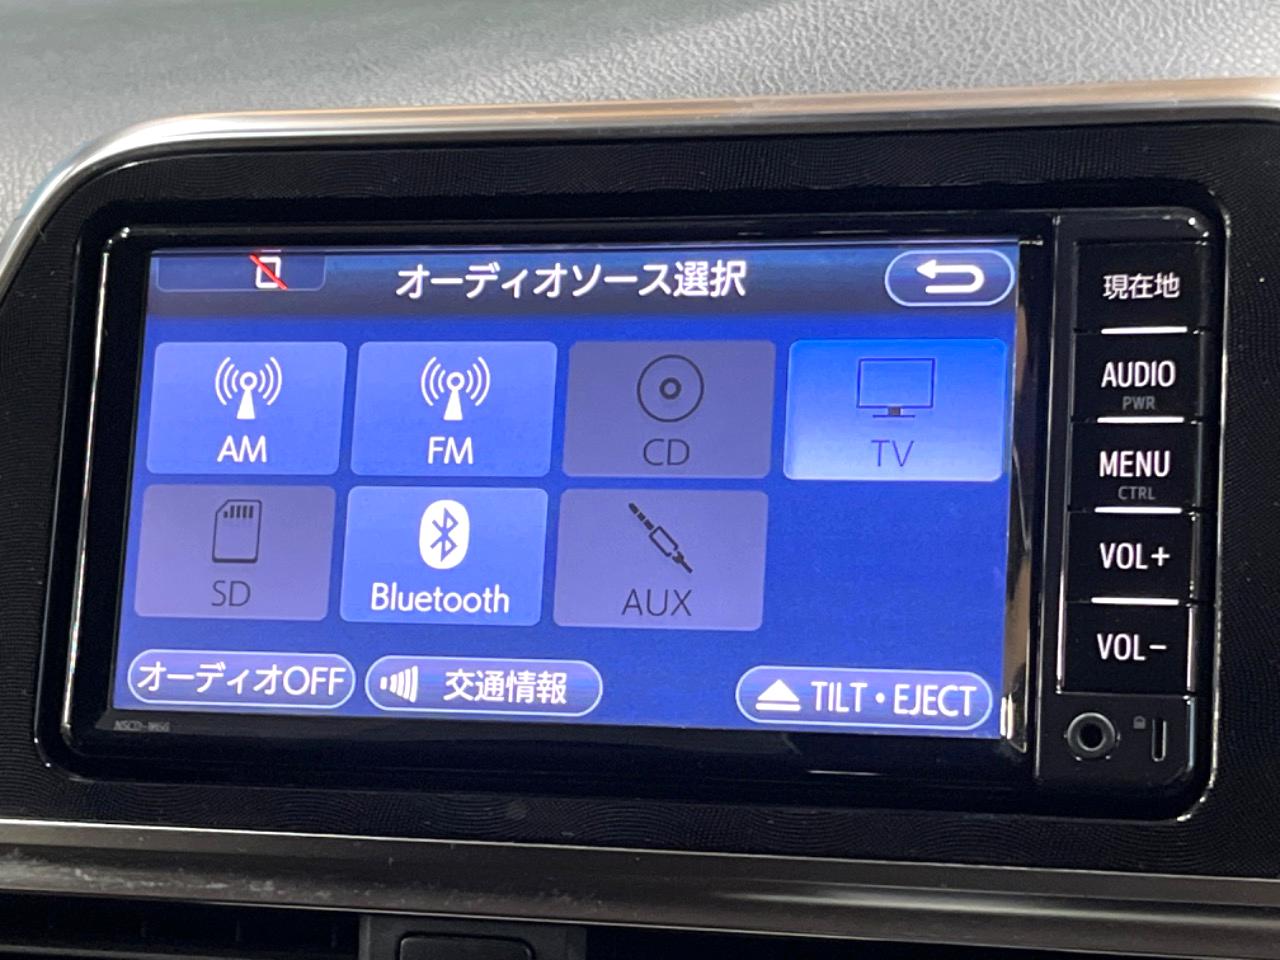 オーディオソース選択
AM
FM
CD
TV
SD
Bluetooth
AUX
オーディオOFF
交通情報
TILT・EJECT
現在地
AUDIO
PWR
MENU
CTRL
VOL+
VOL-